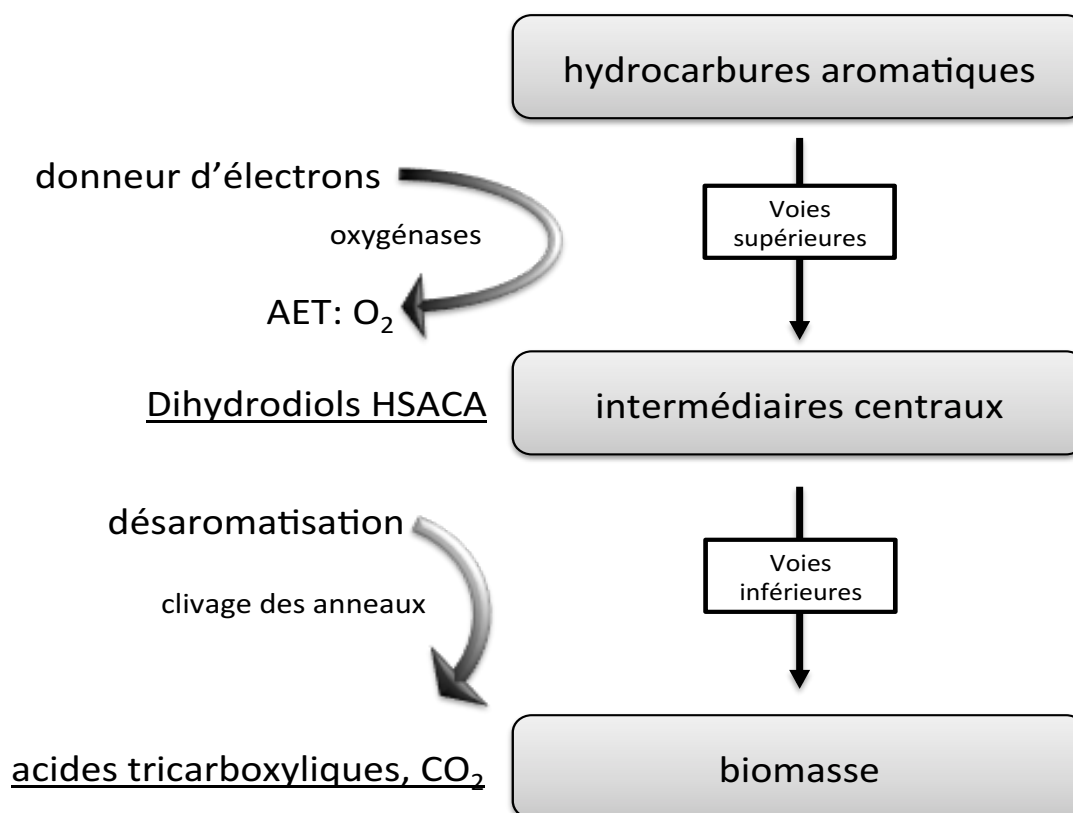 hydrocarbures aromatiques
donneur d’électrons
Voies
supérieures
oxygénases
AET: O₂
Dihydrodiols HSACA
intermédiaires centraux
désaromatisation
Voies
inférieures
clivage des anneaux
acides tricarboxyliques, CO₂
biomasse